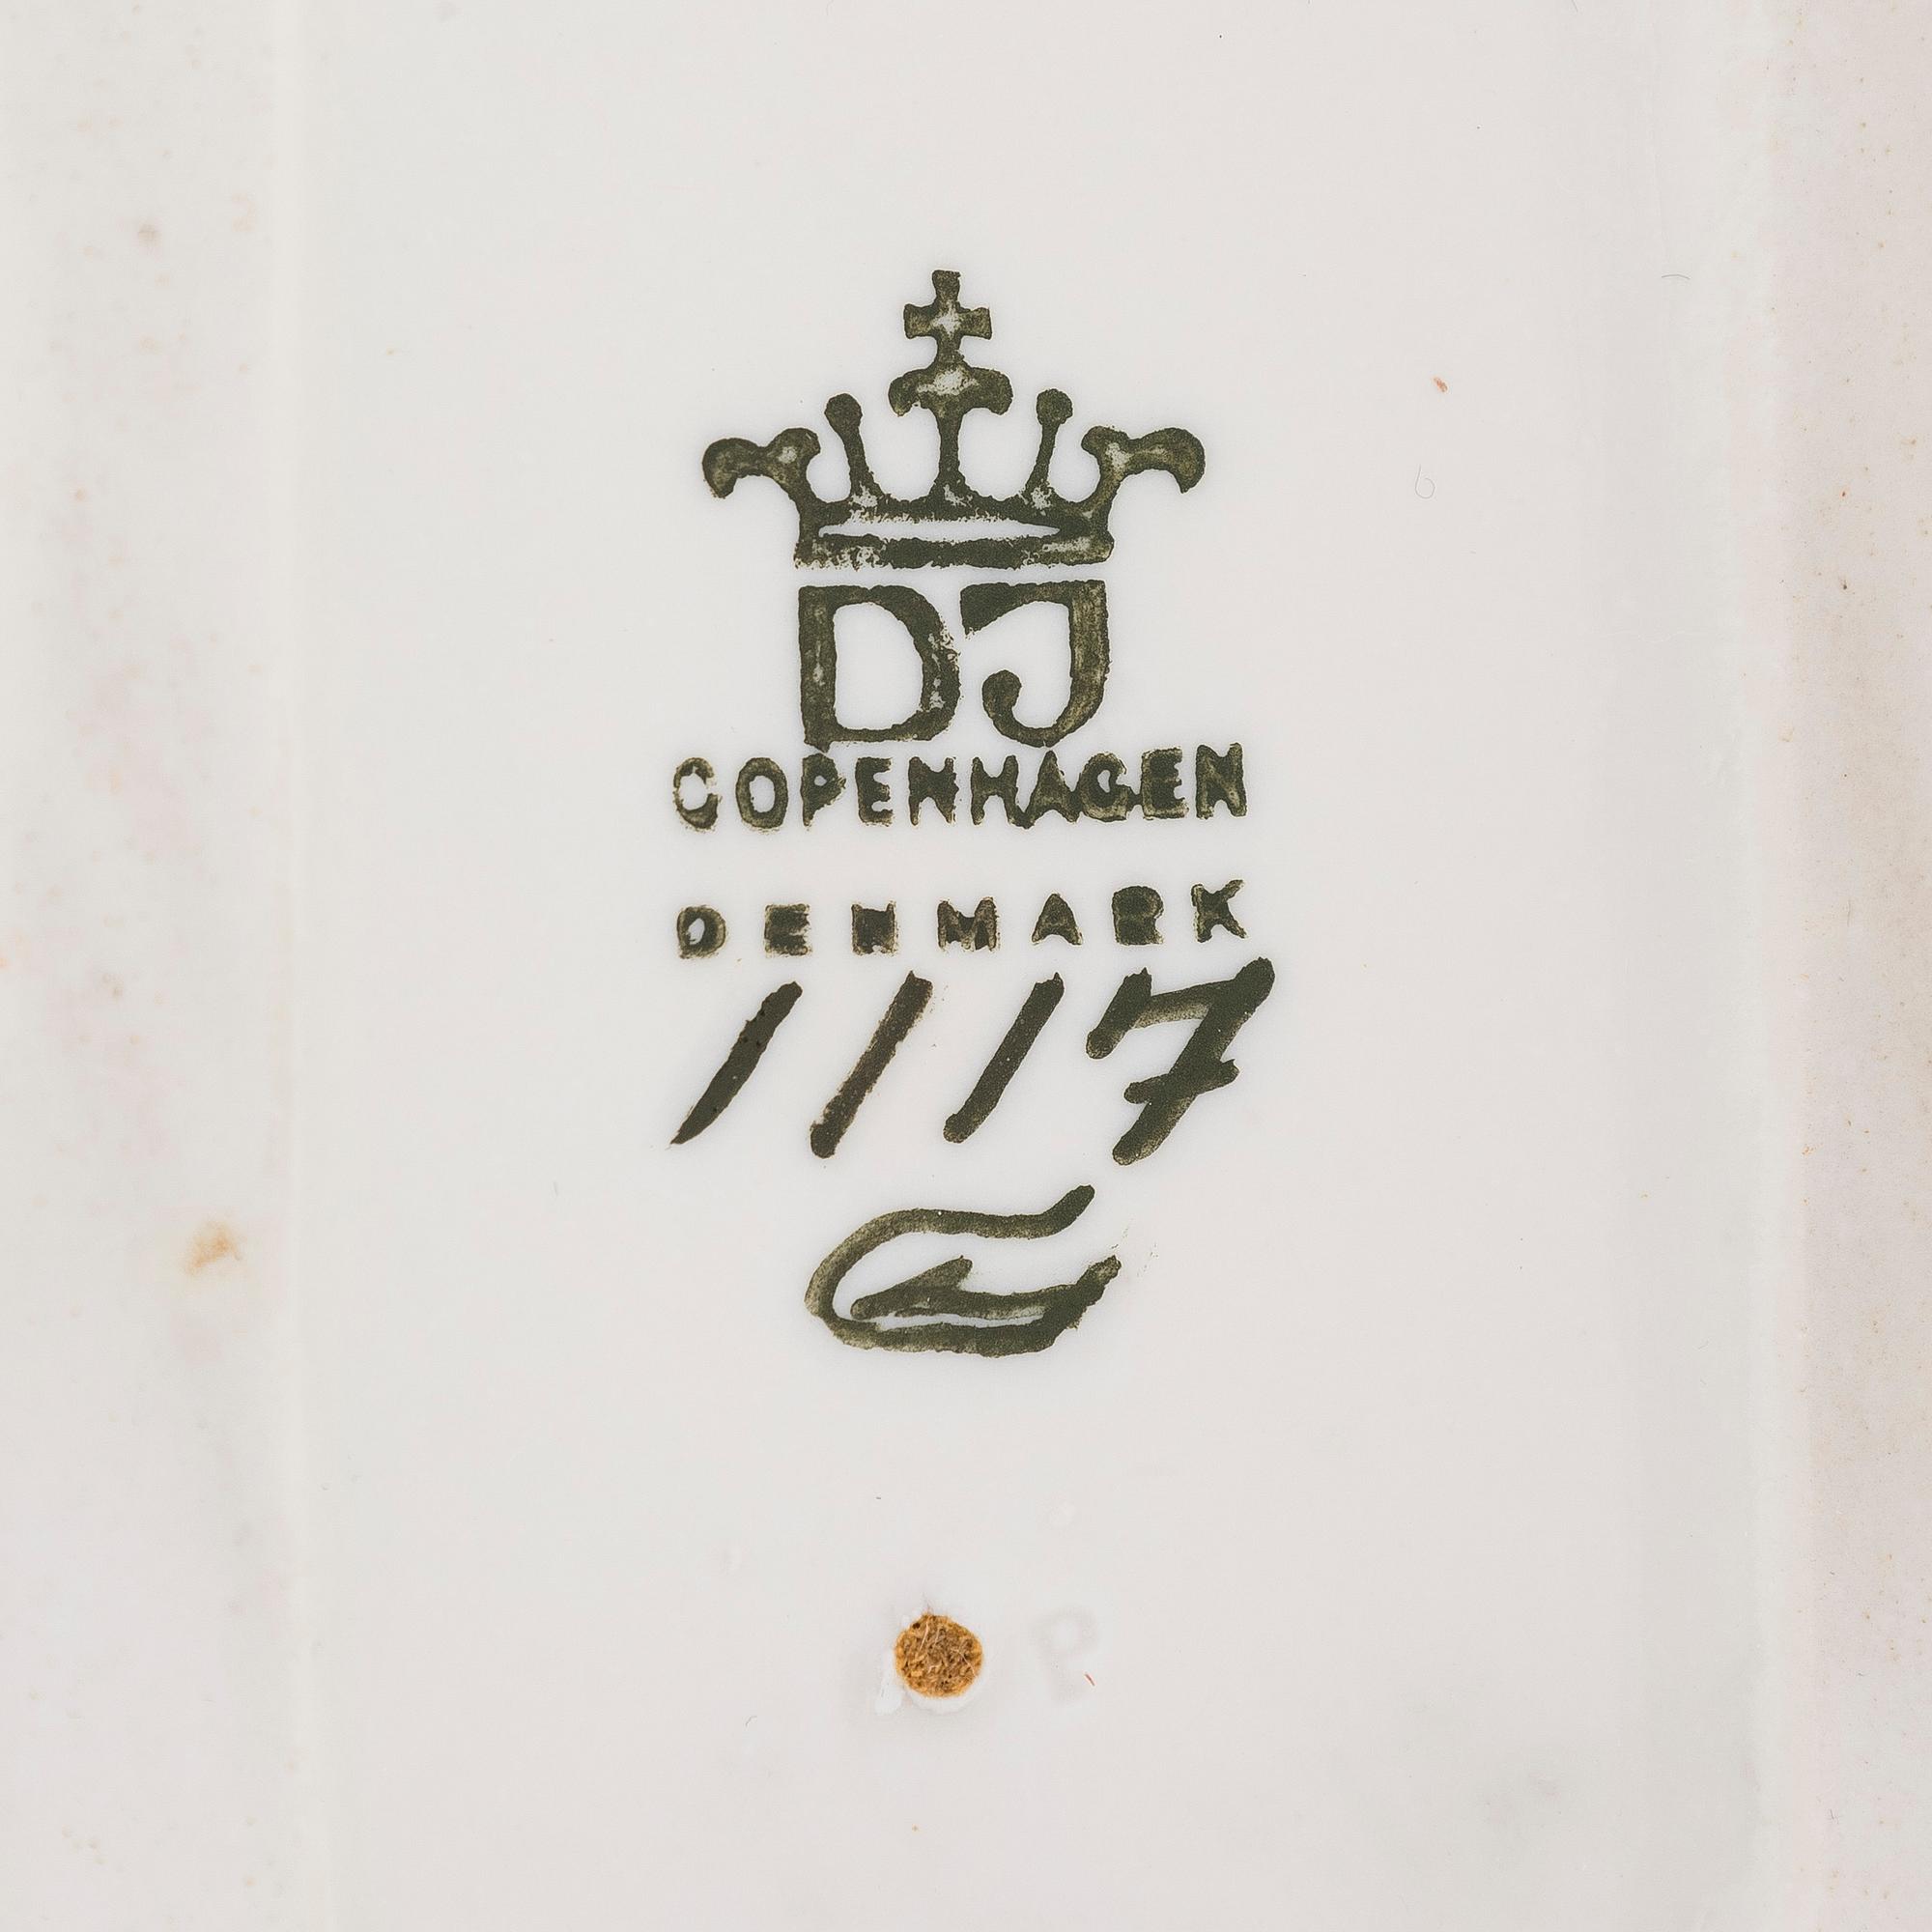 DJ
COPENHAGEN
DENMARK
1117